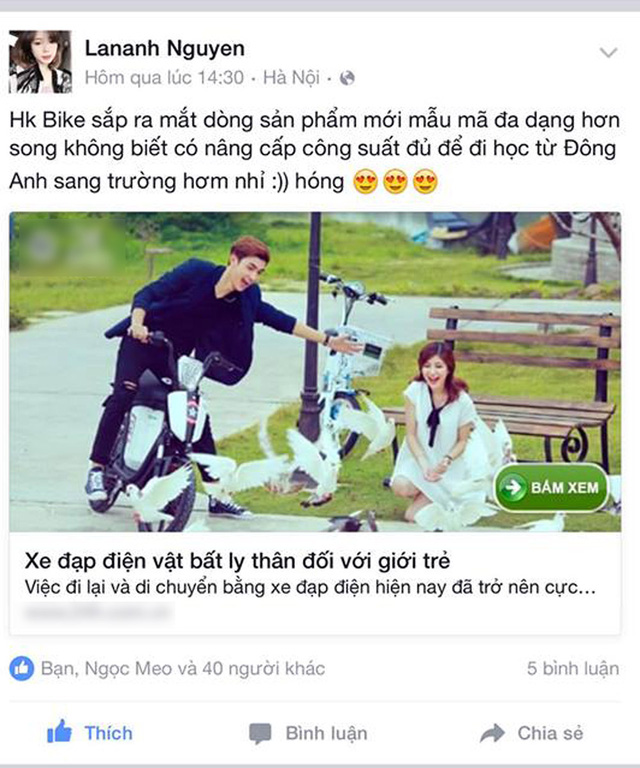 Lananh Nguyen
Hôm qua lúc 14:30 · Hà Nội ·
Hk Bike sắp ra mắt dòng sản phẩm mới mẫu mã đa dạng hơn
song không biết có nâng cấp công suất đủ để đi học từ Đông
Anh sang trường hơm nhỉ :)) hóng 😍😍😍
BẤM XEM
Xe đạp điện vật bất ly thân đối với giới trẻ
Việc đi lại và di chuyển bằng xe đạp điện hiện nay đã trở nên cực...
Bạn, Ngọc Meo và 40 người khác
5 bình luận
Thích
Bình luận
Chia sẻ